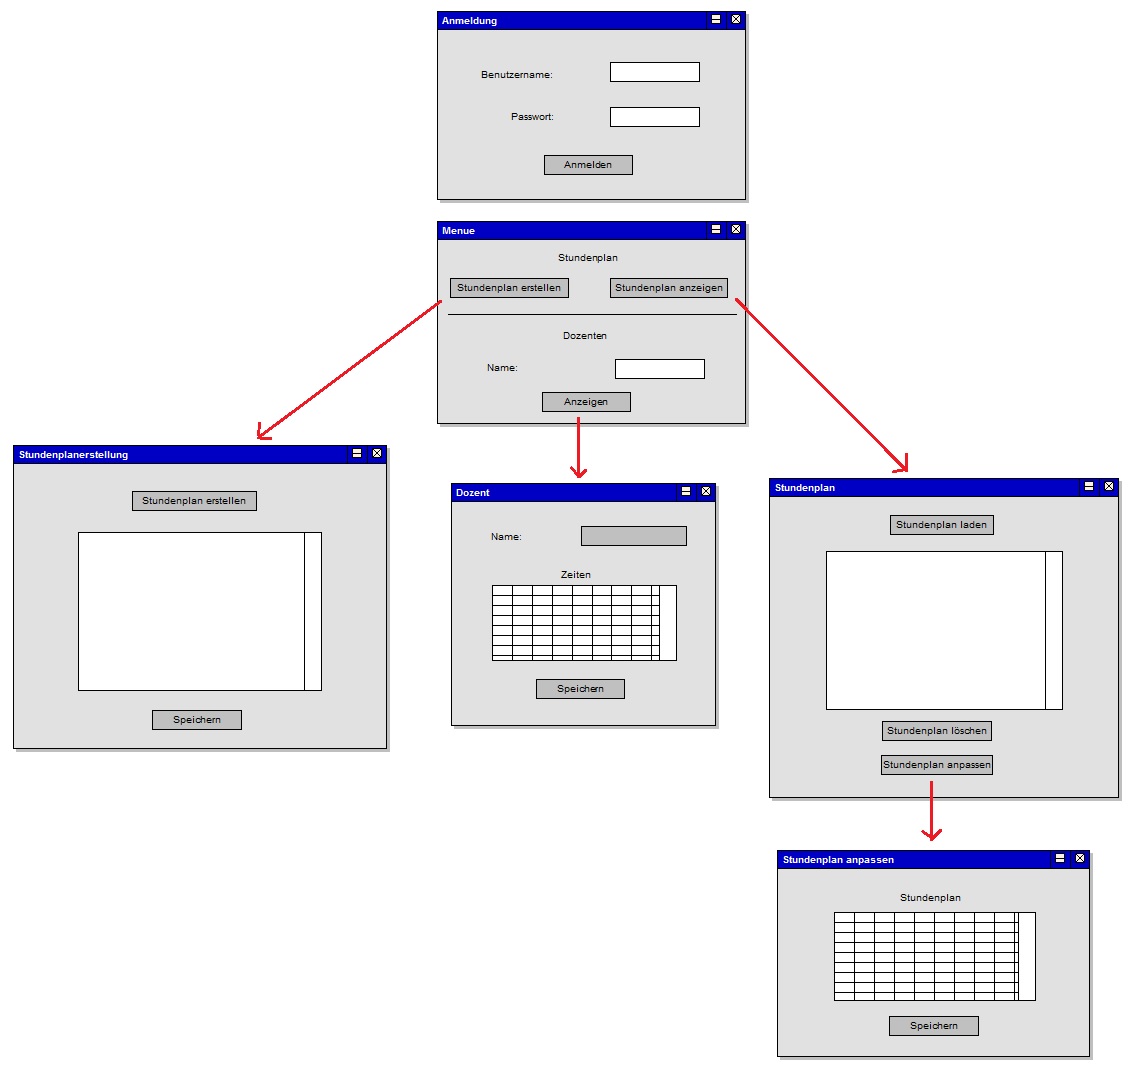 Anmeldung
Benutzername:
Passwort:
Anmelden
Menue
Stundenplan
Stundenplan erstellen
Stundenplan anzeigen
Dozenten
Name:
Anzeigen
Stundenplanerstellung
Stundenplan erstellen
Speichern
Dozent
Name:
Zeiten
Speichern
Stundenplan
Stundenplan laden
Stundenplan löschen
Stundenplan anpassen
Stundenplan anpassen
Stundenplan
Speichern